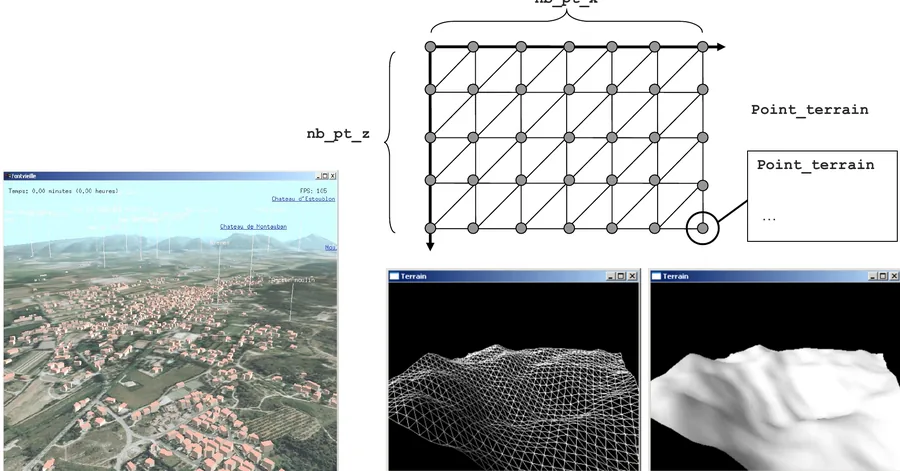 nb_pt_x
nb_pt_z
Point_terrain
Point_terrain
...
Fontvieille
Temps: 0,00 minutes (0,00 heures)
FPS: 105
Chateau d'Estoublon
Chateau de Montauban
Terrain
Terrain